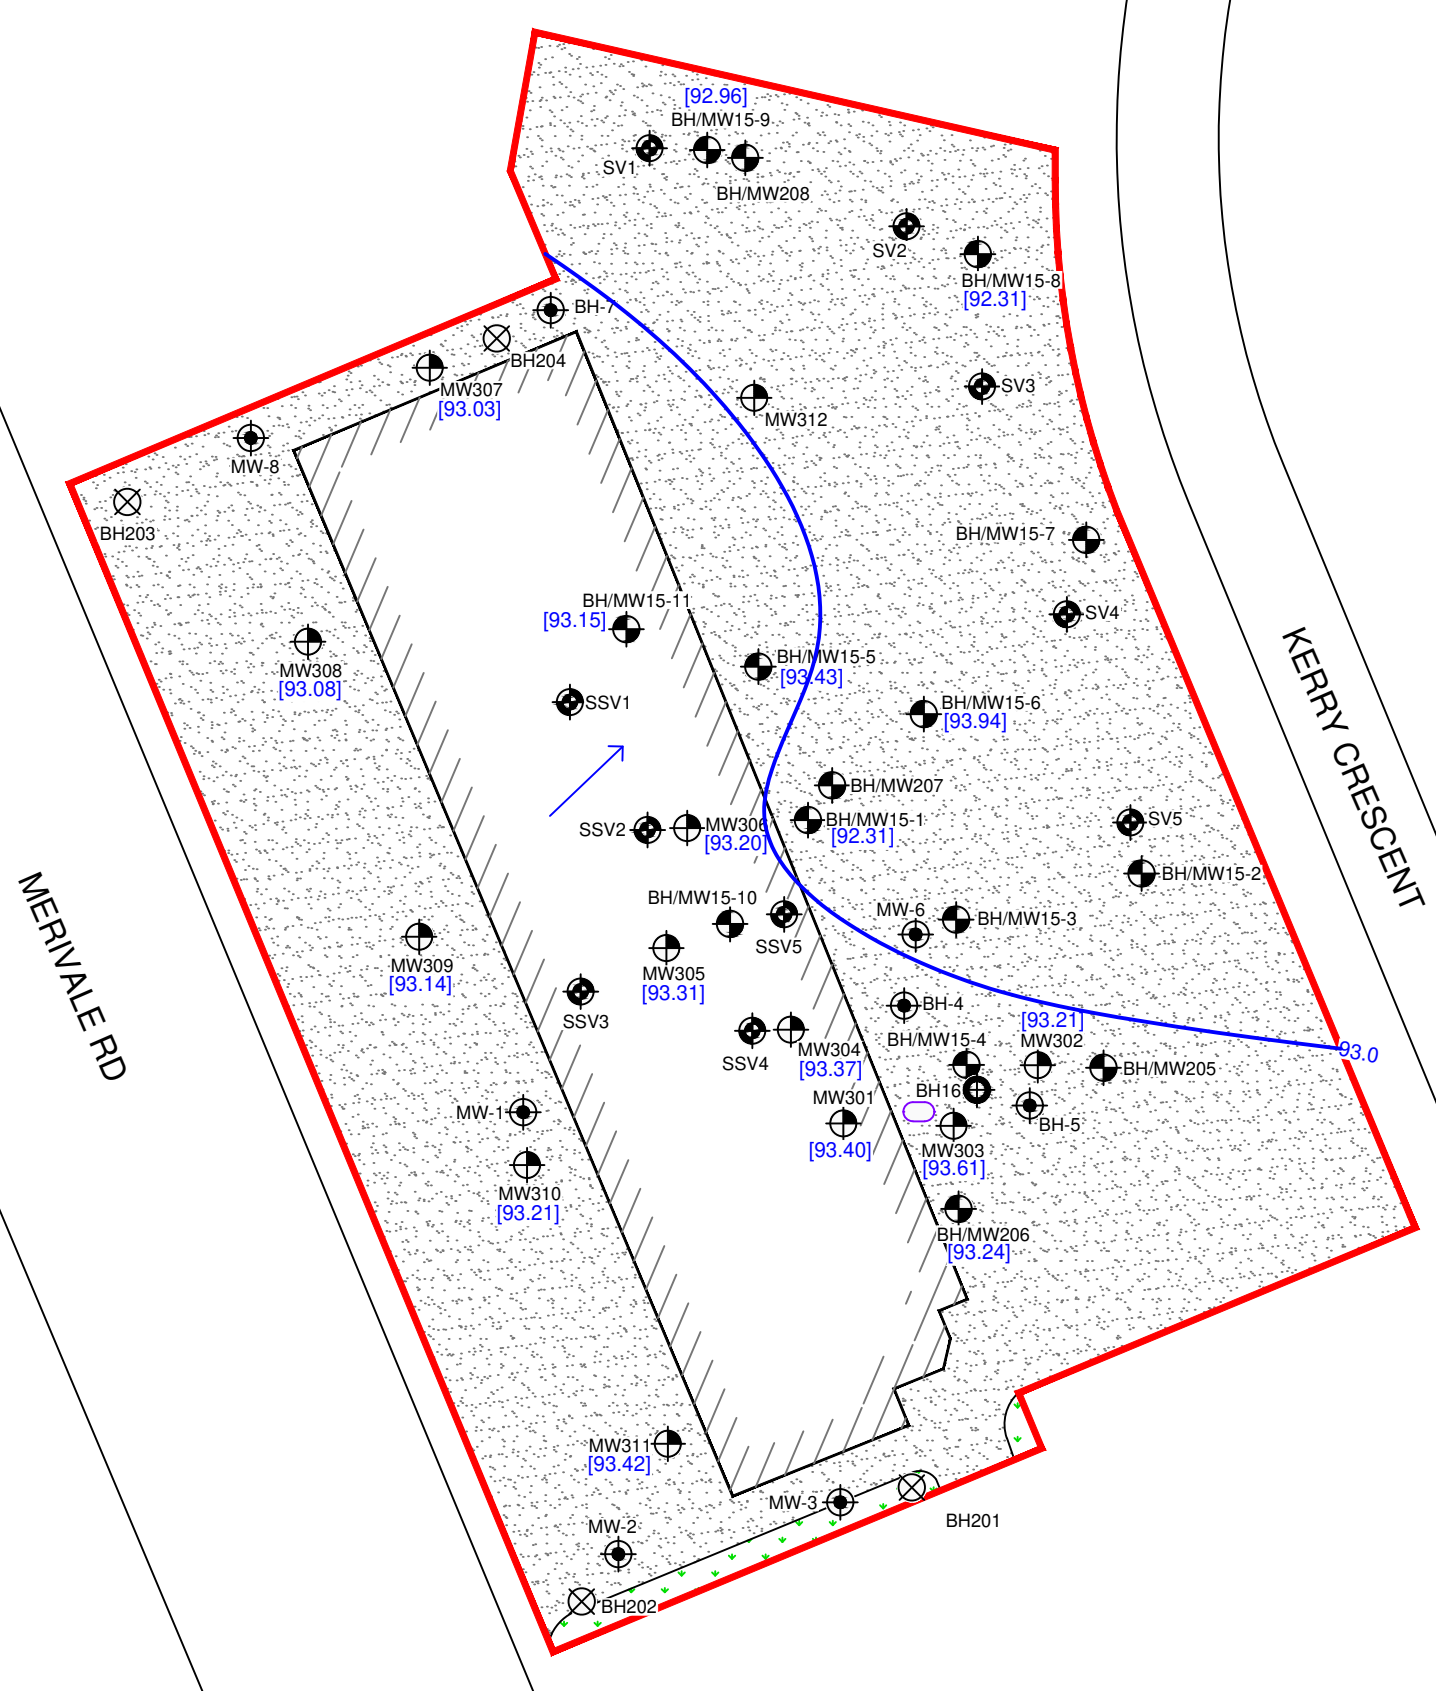 [92.96]
BH/MW15-9
SV1
BH/MW208
SV2
BH/MW15-8
[92.31]
BH-7
BH204
MW307
[93.03]
SV3
MW312
MW-8
BH203
BH/MW15-7
BH/MW15-11
[93.15]
SV4
MW308
[93.08]
BH/MW15-5
[93.43]
SSV1
BH/MW15-6
[93.94]
KERRY CRESCENT
BH/MW207
SSV2
MW306
[93.20]
BH/MW15-1
[92.31]
SV5
BH/MW15-2
MERIVALE RD
BH/MW15-10
SSV5
MW-6
BH/MW15-3
MW309
[93.14]
MW305
[93.31]
SSV3
BH-4
[93.21]
SSV4
MW304
[93.37]
BH/MW15-4
MW302
93.0
BH/MW205
BH16
MW301
[93.40]
MW-1
BH-5
MW303
[93.61]
MW310
[93.21]
BH/MW206
[93.24]
MW311
[93.42]
MW-3
BH201
MW-2
BH202